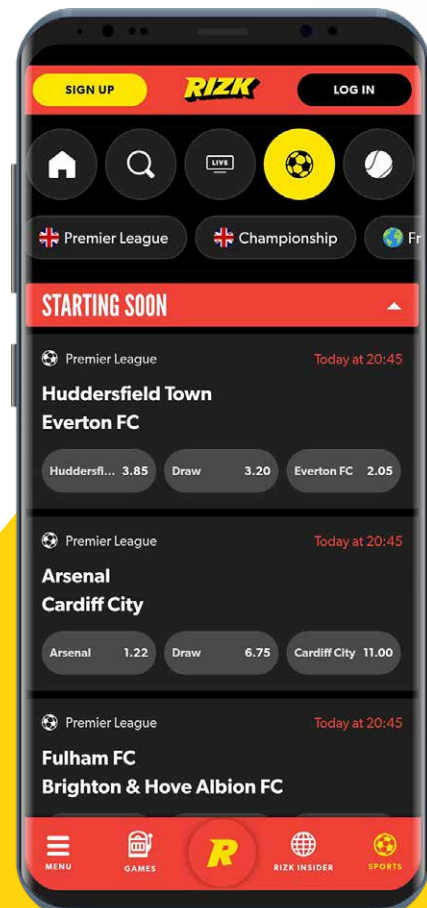 SIGN UP
RIZK
LOG IN
LIVE
Premier League
Championship
Fr
STARTING SOON
Premier League
Today at 20:45
Huddersfield Town
Everton FC
Huddersfi... 3.85
Draw 3.20
Everton FC 2.05
Premier League
Today at 20:45
Arsenal
Cardiff City
Arsenal 1.22
Draw 6.75
Cardiff City 11.00
Premier League
Today at 20:45
Fulham FC
Brighton & Hove Albion FC
MENU
GAMES
R
RIZK INSIDER
SPORTS